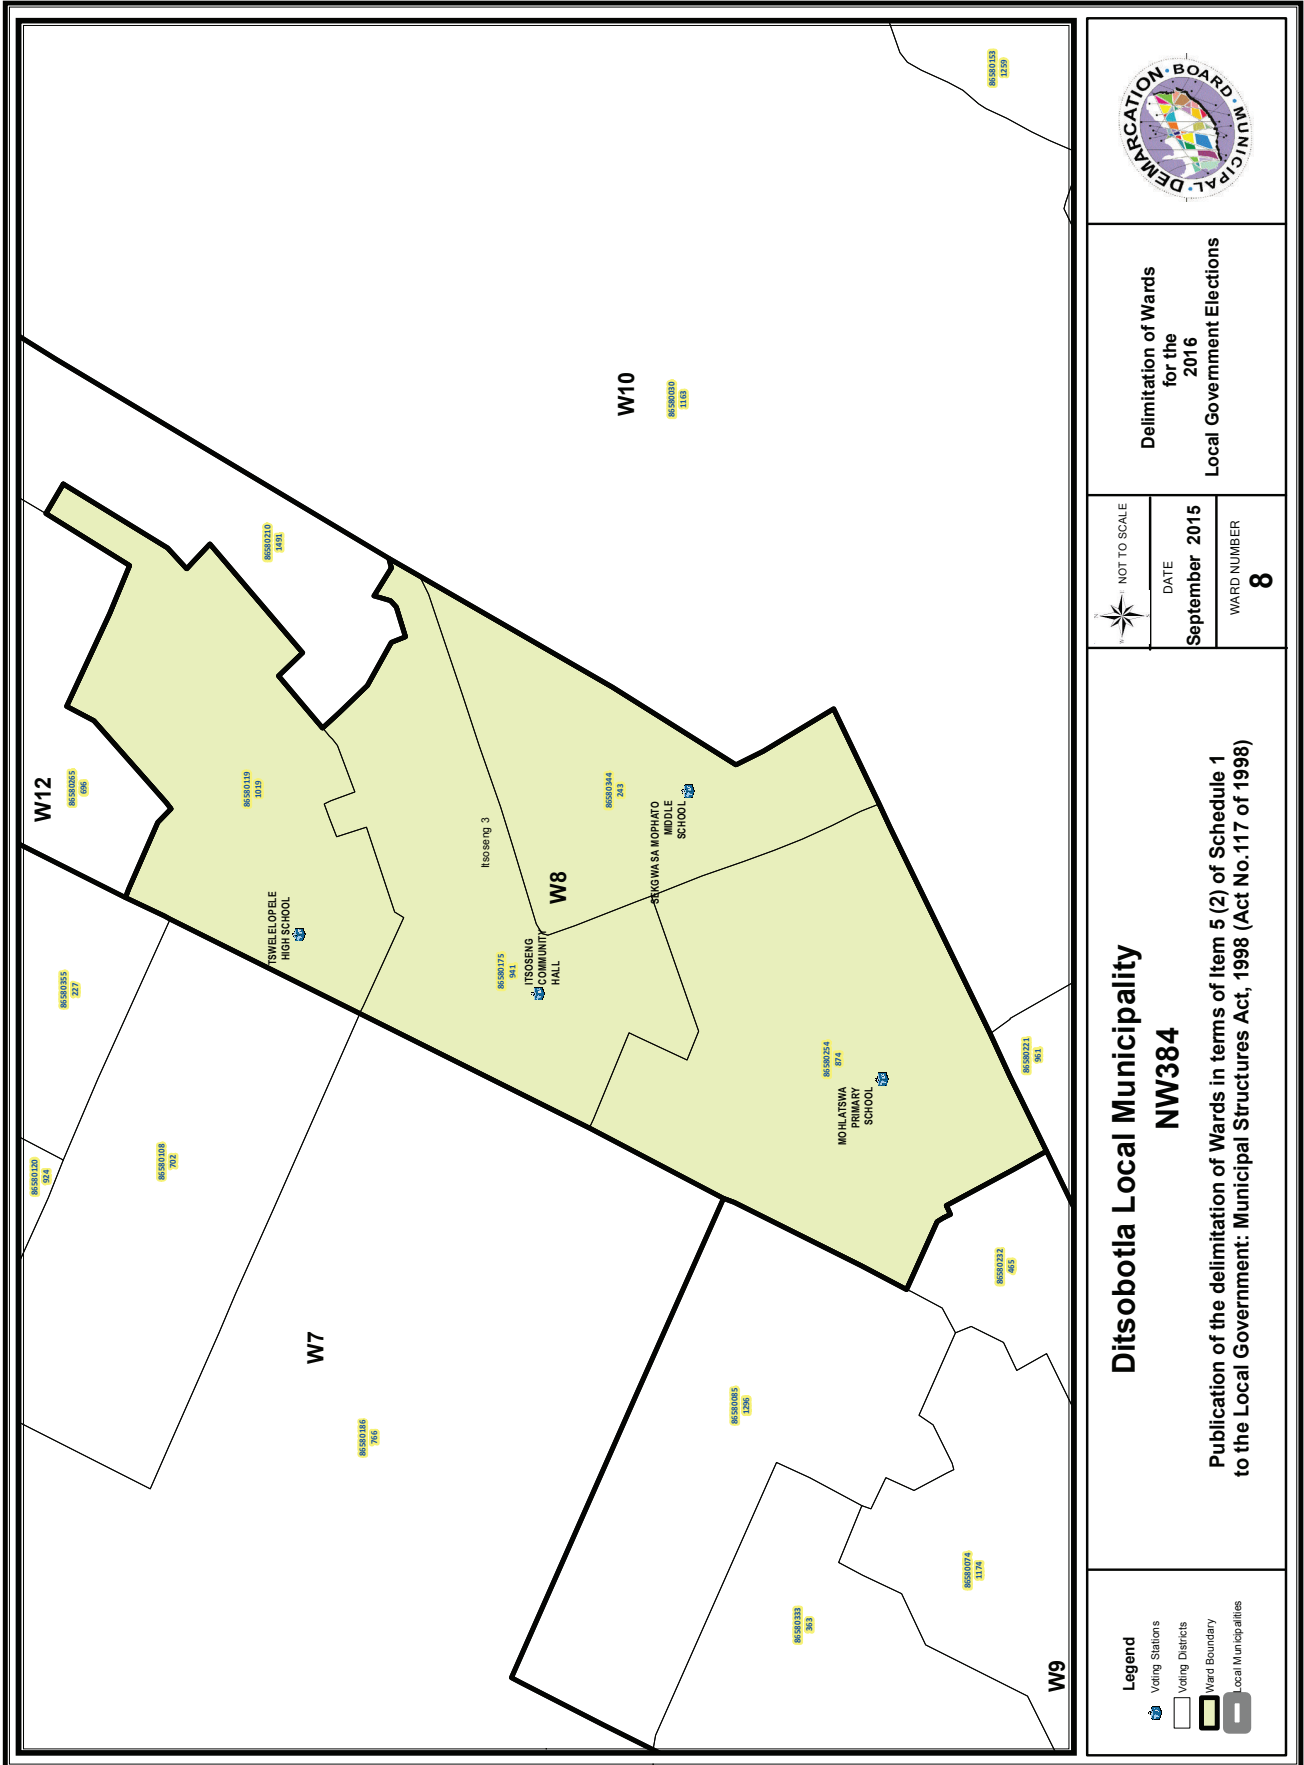 W12
86580265
696
86580355
227
86580120
924
86580108
702
86580119
1019
86580210
1491
TSWELELOPELE
HIGH SCHOOL
W7
86580186
766
Itsoseng 3
86580175
941
ITSOSENG
COMMUNITY
HALL
W8
86580344
243
SEKGWASA MOPHATO
MIDDLE
SCHOOL
W10
86580030
1163
86580153
1259
86580254
874
MOHLATSWA
PRIMARY
SCHOOL
86580221
961
86580232
465
86580085
1296
86580333
363
86580074
1174
W9
Legend
Voting Stations
Voting Districts
Ward Boundary
Local Municipalities
Ditsobotla Local Municipality
NW384
Publication of the delimitation of Wards in terms of Item 5 (2) of Schedule 1
to the Local Government: Municipal Structures Act, 1998 (Act No.117 of 1998)
N
W
E
S
NOT TO SCALE
DATE
September 2015
WARD NUMBER
8
Delimitation of Wards
for the
2016
Local Government Elections
MUNICIPAL • DEMARCATION • BOARD •